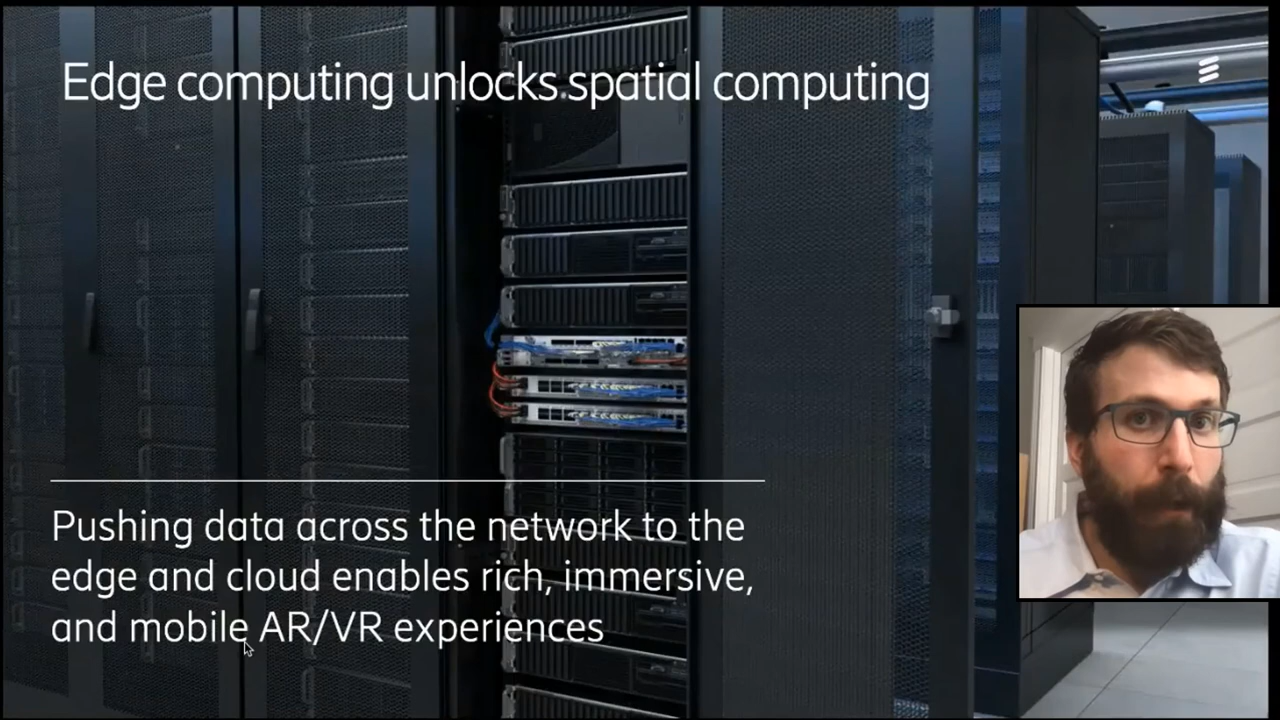 Edge computing unlocks spatial computing
Pushing data across the network to the
edge and cloud enables rich, immersive,
and mobile AR/VR experiences